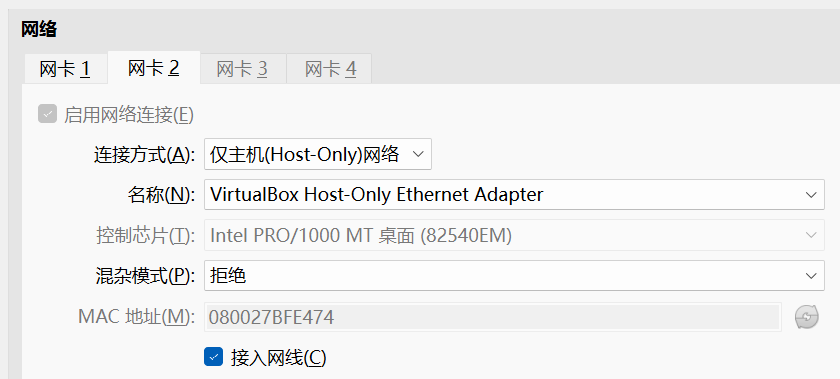 网络
网卡 1 网卡 2 网卡 3 网卡 4
启用网络连接(E)
连接方式(A): 仅主机(Host-Only)网络
名称(N): VirtualBox Host-Only Ethernet Adapter
控制芯片(T): Intel PRO/1000 MT 桌面 (82540EM)
混杂模式(P): 拒绝
MAC 地址(M): 080027BFE474
接入网线(C)